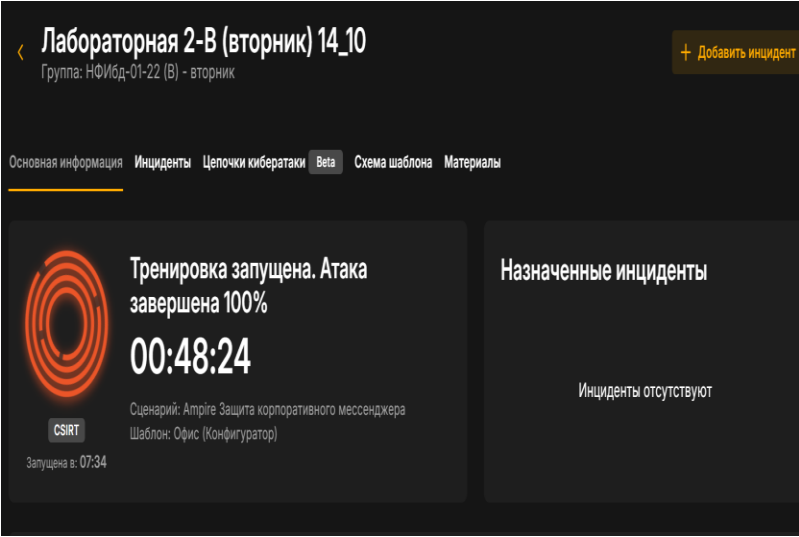 Лабораторная 2-В (вторник) 14_10
Группа: НФИбд-01-22 (В) - вторник
+ Добавить инцидент
Основная информация Инциденты Цепочки кибератаки Beta Схема шаблона Материалы
Тренировка запущена. Атака
завершена 100%
00:48:24
Сценарий: Ampire Защита корпоративного мессенджера
Шаблон: Офис (Конфигуратор)
CSIRT
Запущена в: 07:34
Назначенные инциденты
Инциденты отсутствуют